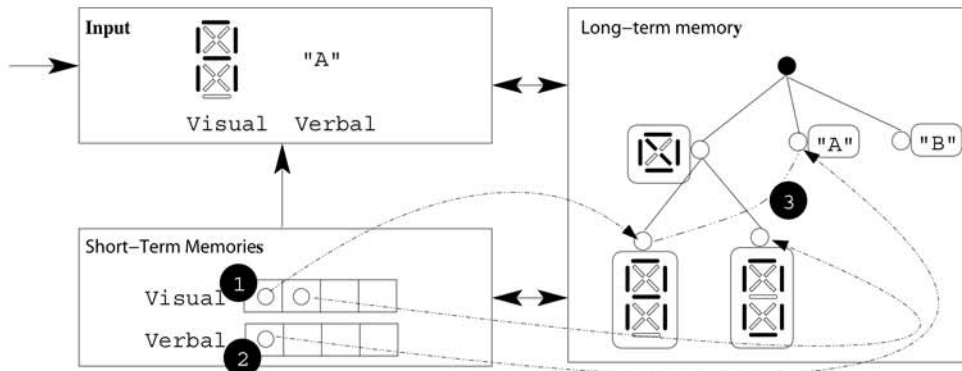 Input
"A"
Visual Verbal
Short-Term Memories
1
Visual
Verbal
2
Long-term memory
"A"
"B"
3